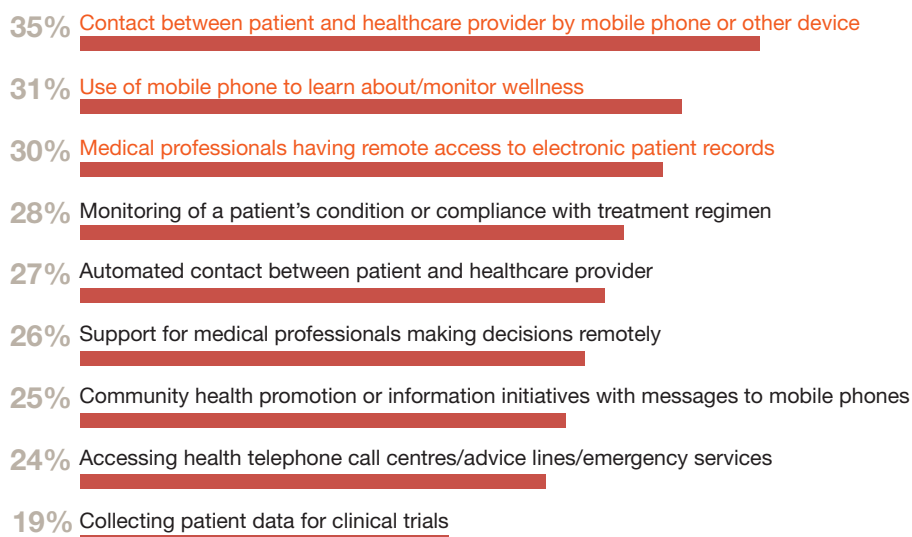 35% Contact between patient and healthcare provider by mobile phone or other device
31% Use of mobile phone to learn about/monitor wellness
30% Medical professionals having remote access to electronic patient records
28% Monitoring of a patient’s condition or compliance with treatment regimen
27% Automated contact between patient and healthcare provider
26% Support for medical professionals making decisions remotely
25% Community health promotion or information initiatives with messages to mobile phones
24% Accessing health telephone call centres/advice lines/emergency services
19% Collecting patient data for clinical trials